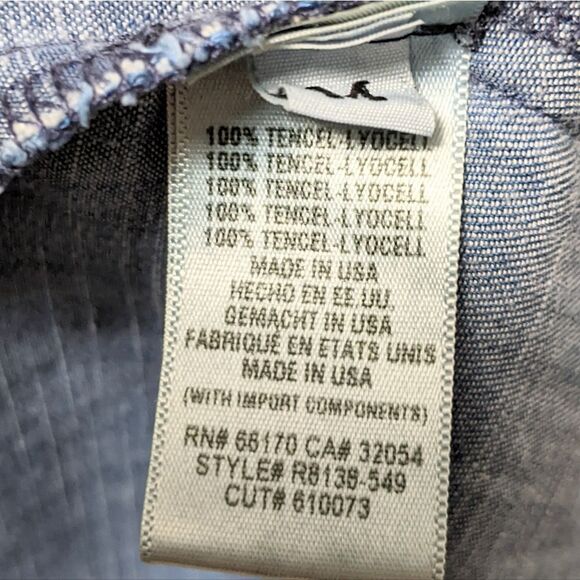 100% TENCEL-LYOCELL
100% TENCEL-LYOCELL
100% TENCEL-LYOCELL
100% TENCEL-LYOCELL
100% TENCEL-LYOCELL
MADE IN USA
HECHO EN EE UU.
GEMACHT IN USA
FABRIQUE EN ETATS UNIS
MADE IN USA
(WITH IMPORT COMPONENTS)
RN# 66170 CA# 32054
STYLE# R8138-549
CUT# 610073